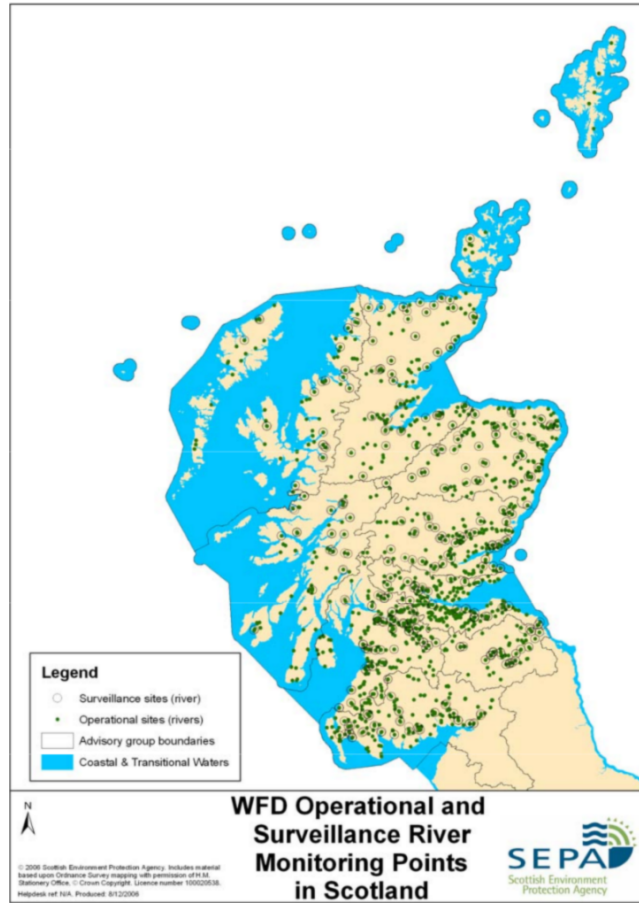 Legend
Surveillance sites (river)
Operational sites (rivers)
Advisory group boundaries
Coastal & Transitional Waters
N
© 2006 Scottish Environment Protection Agency. Includes material
based upon Ordnance Survey mapping with permission of H.M.
Stationery Office, © Crown Copyright. Licence number 100020538.
Helpdesk ref: N/A. Produced: 8/12/2006
WFD Operational and
Surveillance River
Monitoring Points
in Scotland
SEPA
Scottish Environment
Protection Agency